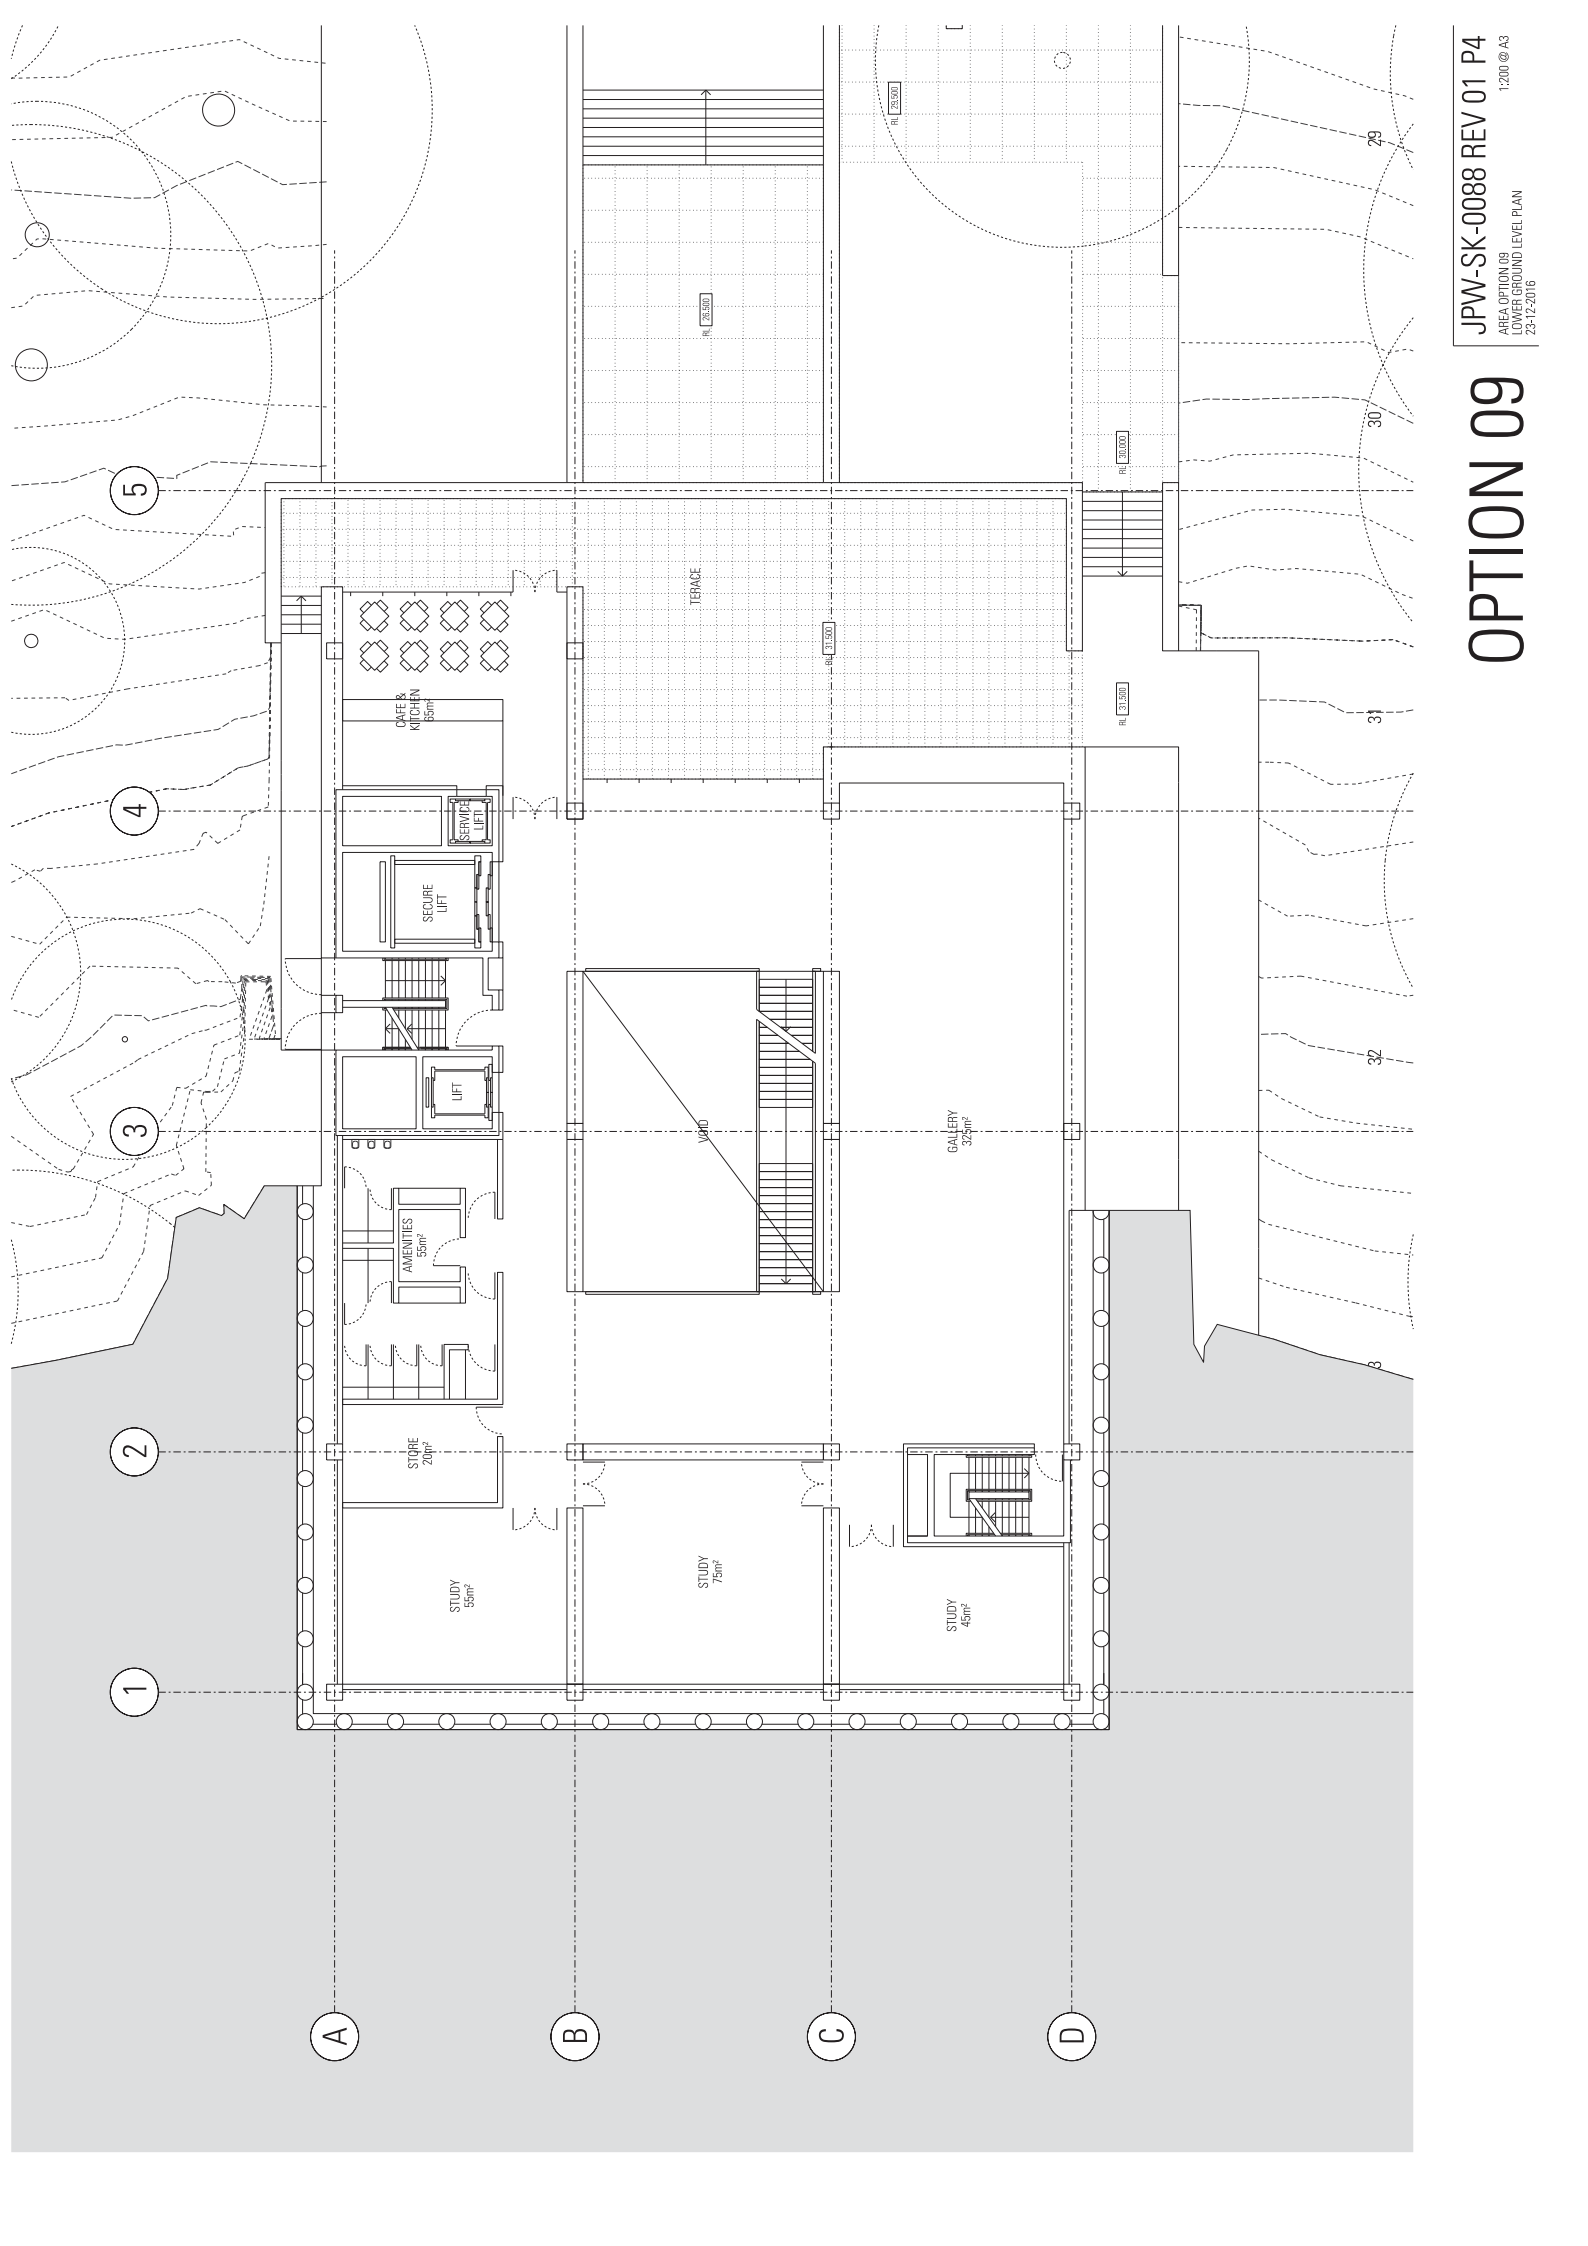 JPW-SK-0088 REV 01 P4
AREA OPTION 09
1:200 @ A3
LOWER GROUND LEVEL PLAN
23-12-2016
OPTION 09
A
B
C
D
1
2
3
4
5
CAFE &
KITCHEN
65m²
SERVICE
LIFT
SECURE
LIFT
LIFT
AMENITIES
55m²
STORE
20m²
STUDY
55m²
STUDY
75m²
STUDY
45m²
VOID
GALLERY
325m²
TERACE
RL 31.500
RL 31.500
RL 30.000
RL 29.500
RL 26.500
29
30
31
32
3